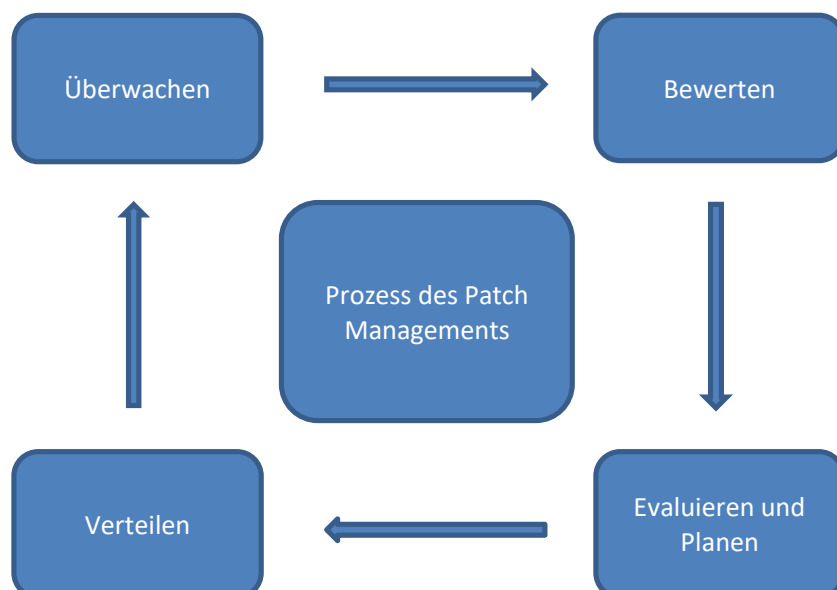 Überwachen
Bewerten
Prozess des Patch
Managements
Verteilen
Evaluieren und
Planen